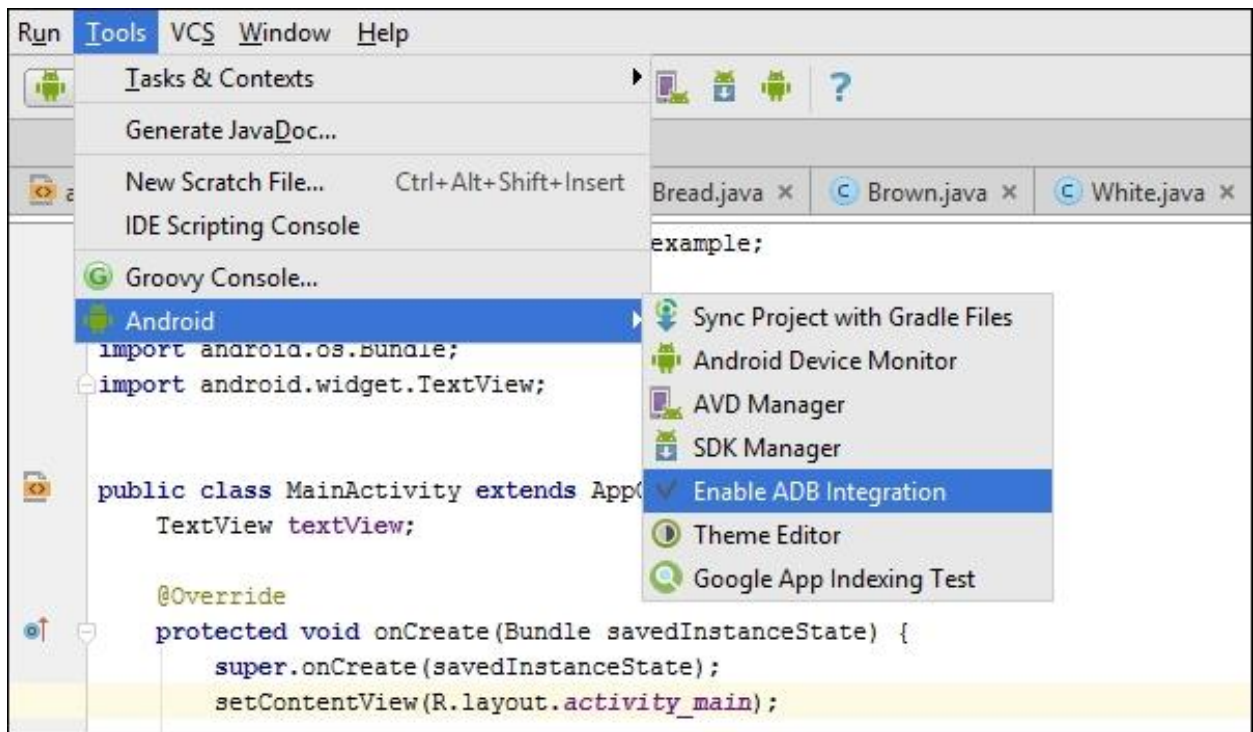 Run Tools VCS Window Help
Tasks & Contexts
?
Generate JavaDoc...
New Scratch File... Ctrl+Alt+Shift+Insert
IDE Scripting Console
Bread.java × C Brown.java × C White.java ×
example;
G Groovy Console...
Android
Sync Project with Gradle Files
Android Device Monitor
AVD Manager
SDK Manager
Enable ADB Integration
Theme Editor
Google App Indexing Test
import android.os.Bundle;
import android.widget.TextView;
public class MainActivity extends App
TextView textView;
@Override
protected void onCreate(Bundle savedInstanceState) {
super.onCreate(savedInstanceState);
setContentView(R.layout.activity_main);